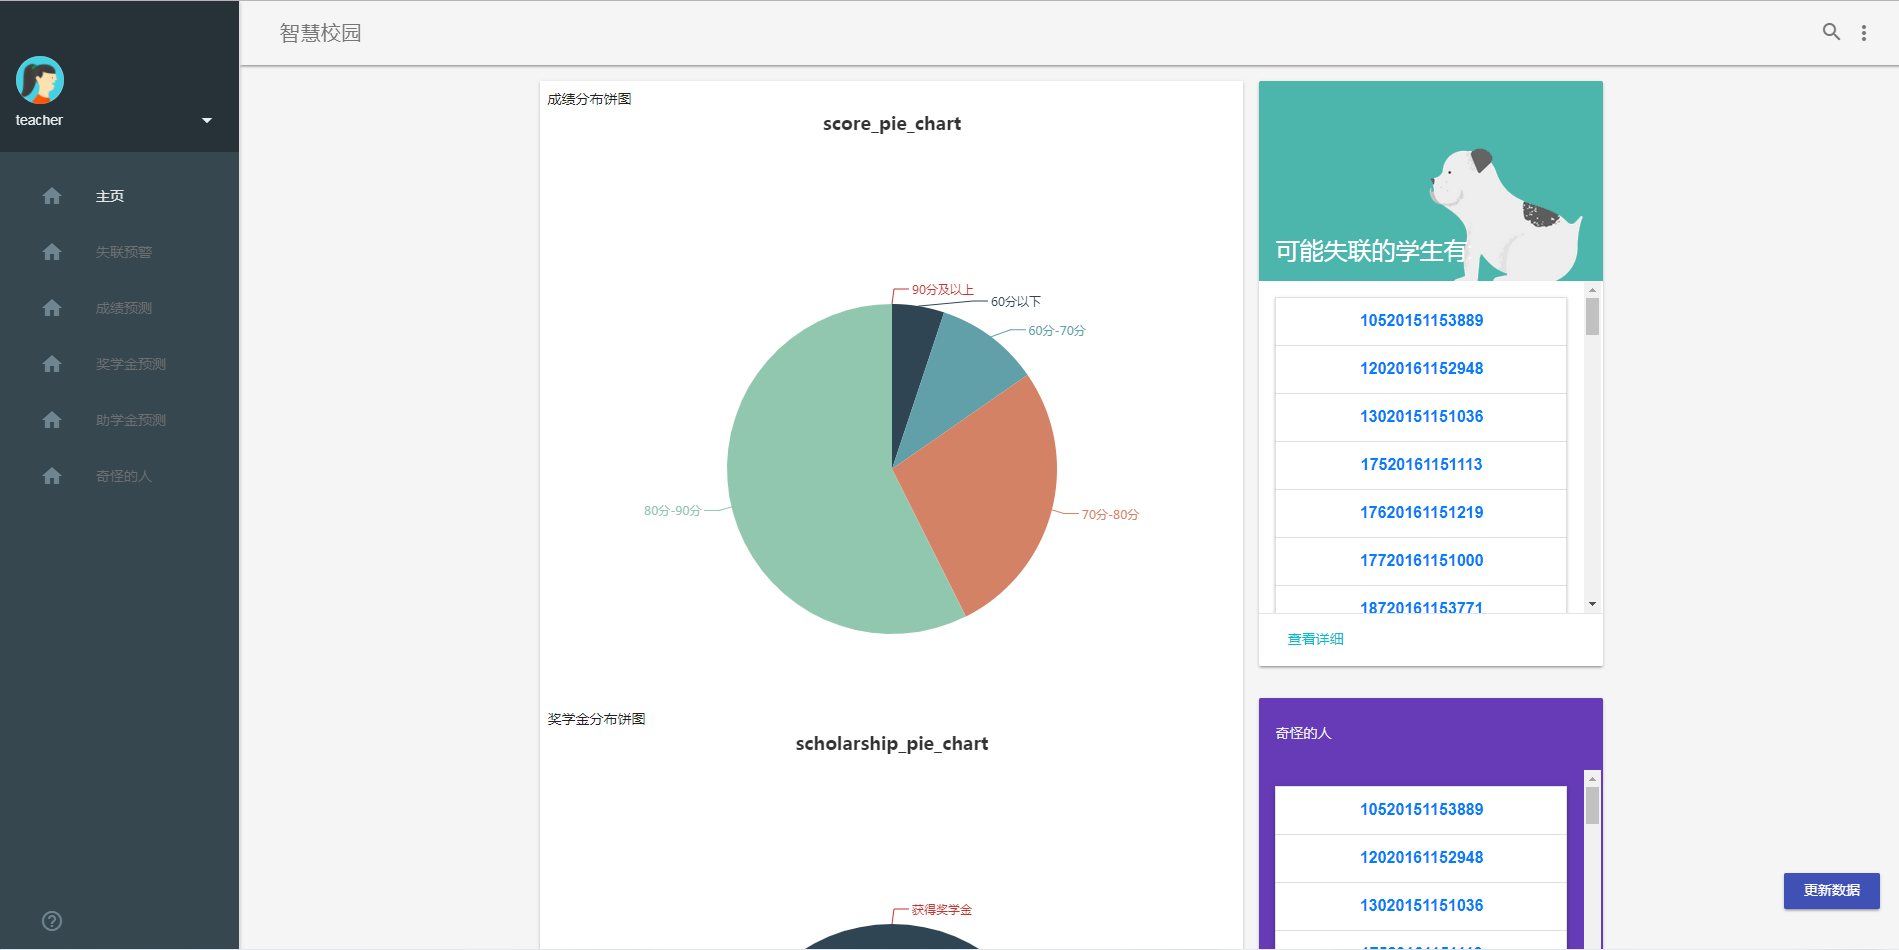 智慧校园
teacher
主页
失联预警
成绩预测
奖学金预测
助学金预测
奇怪的人
成绩分布饼图
score_pie_chart
90分及以上
60分以下
60分-70分
80分-90分
70分-80分
奖学金分布饼图
scholarship_pie_chart
获得奖学金
可能失联的学生有:
10520151153889
12020161152948
13020151151036
17520161151113
17620161151219
17720161151000
18720161153771
查看详细
奇怪的人
10520151153889
12020161152948
13020151151036
更新数据